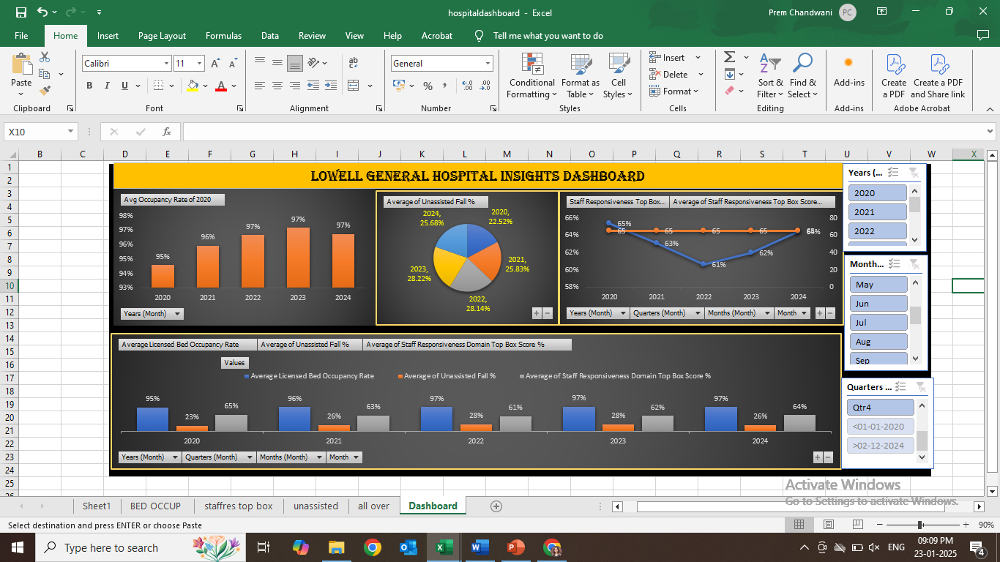 hospitaldashboard - Excel
Prem Chandwani PC
File Home Insert Page Layout Formulas Data Review View Help Acrobat Tell me what you want to do
Paste
Clipboard
Calibri 11
B I U
Font
ab
Alignment
General
Number
Conditional Formatting
Format as Table
Cell Styles
Styles
Insert
Delete
Format
Cells
Sort & Filter
Find & Select
Editing
Add-ins
Add-ins
Create a PDF
Create a PDF and Share link
Adobe Acrobat
X10
fx
B C D E F G H I J K L M N O P Q R S T U V W X
1
2
3
4
5
6
7
8
9
10
11
12
13
14
15
16
17
18
19
20
21
22
23
24
25
LOWELL GENERAL HOSPITAL INSIGHTS DASHBOARD
Avg Occupancy Rate of 2020
98%
97%
97%
96%
96%
95%
95%
94%
94%
93%
95% 96% 97% 97% 97%
2020 2021 2022 2023 2024
Years (Month)
Average of Unassisted Fall %
2020, 22.52%
2021, 25.83%
2022, 28.14%
2023, 28.22%
2024, 25.68%
Staff Responsiveness Top Box... Average of Staff Responsiveness Top Box Score...
66%
64%
62%
60%
58%
80
60
40
20
0
65% 63% 61% 62%
65 65 65 65
2020 2021 2022 2023 2024
Years (Month) Quarters (Month) Months (Month) Month
Average Licensed Bed Occupancy Rate Average of Unassisted Fall % Average of Staff Responsiveness Domain Top Box Score %
Values
Average Licensed Bed Occupancy Rate Average of Unassisted Fall % Average of Staff Responsiveness Domain Top Box Score %
95% 23% 65% 96% 26% 63% 97% 28% 61% 97% 28% 62% 97% 26% 64%
2020 2021 2022 2023 2024
Years (Month) Quarters (Month) Months (Month) Month
Years (...
2020
2021
2022
Month...
May
Jun
Jul
Aug
Sep
Quarters ...
Qtr4
<01-01-2020
>02-12-2024
Activate Windows
Go to Settings to activate Windows.
Sheet1 BED OCCUP staffres top box unassisted all over Dashboard
Select destination and press ENTER or choose Paste
90%
Type here to search
ENG
09:09 PM
23-01-2025
4